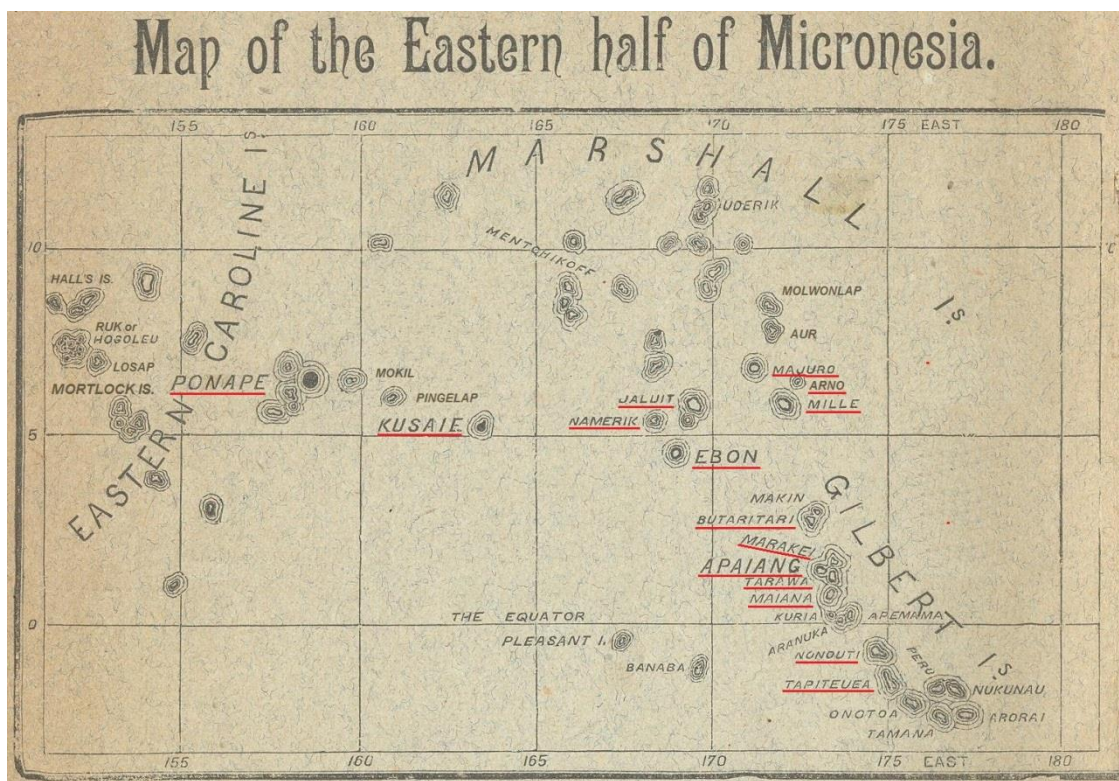 Map of the Eastern half of Micronesia.
155
160
165
170
175 EAST
180
MARSHALL Is.
EASTERN CAROLINE Is.
GILBERT Is.
UDERIK
10
MENTCHIKOFF
HALL'S IS.
MOLWONLAP
RUK or
HOGOLEU
AUR
LOSAP
MAJURO
MOKIL
PONAPE
ARNO
MORTLOCK IS.
PINGELAP
JALUIT
MILLE
KUSAIE
NAMERIK
5
EBON
MAKIN
BUTARITARI
MARAKEI
APAIANG
TARAWA
MAIANA
THE EQUATOR
KURIA
APEMAMA
0
ARANUKA
PLEASANT I.
NONOUTI
PERU
BANABA
TAPITEUEA
NUKUNAU
ONOTOA
ARORAI
TAMANA
155
160
165
170
175 EAST
180